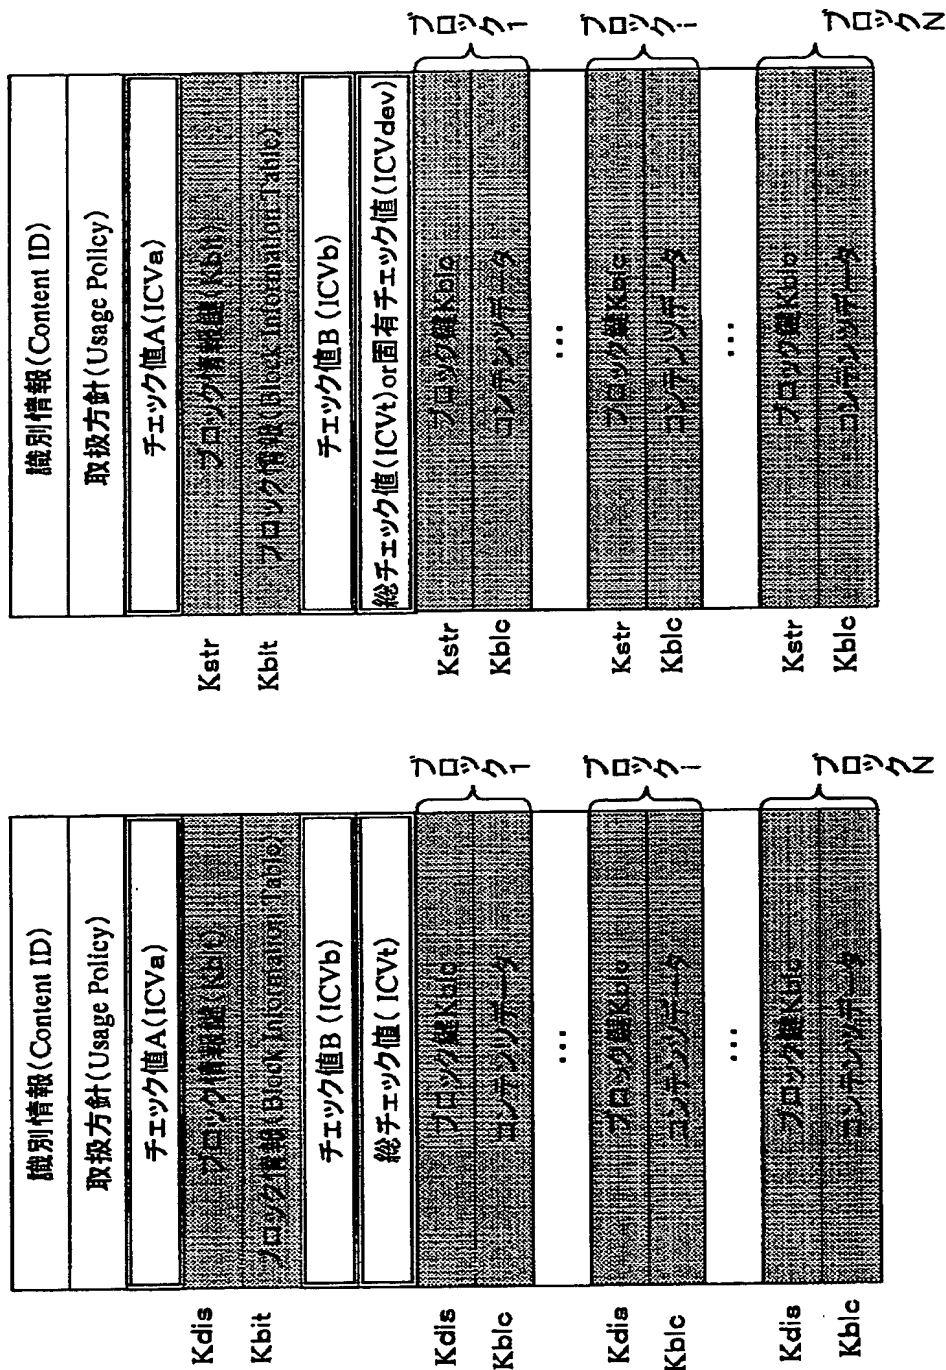 識別情報(Content ID)
取扱方針(Usage Policy)
チェック値A(ICVa)
Kdis ブロック情報鍵(Kbit)
Kbit ブロック情報(Block Information Table)
チェック値B(ICVb)
総チェック値(ICVt)
Kdis ブロック鍵Kblc
Kblc コンテンツデータ
ブロック1
…
Kdis ブロック鍵Kblc
Kblc コンテンツデータ
ブロックi
…
Kdis ブロック鍵Kblc
Kblc コンテンツデータ
ブロックN
識別情報(Content ID)
取扱方針(Usage Policy)
チェック値A(ICVa)
Kstr ブロック情報鍵(Kbit)
Kbit ブロック情報(Block Information Table)
チェック値B(ICVb)
総チェック値(ICVt)or固有チェック値(ICVdev)
Kstr ブロック鍵Kblc
Kblc コンテンツデータ
ブロック1
…
Kstr ブロック鍵Kblc
Kblc コンテンツデータ
ブロックi
…
Kstr ブロック鍵Kblc
Kblc コンテンツデータ
ブロックN